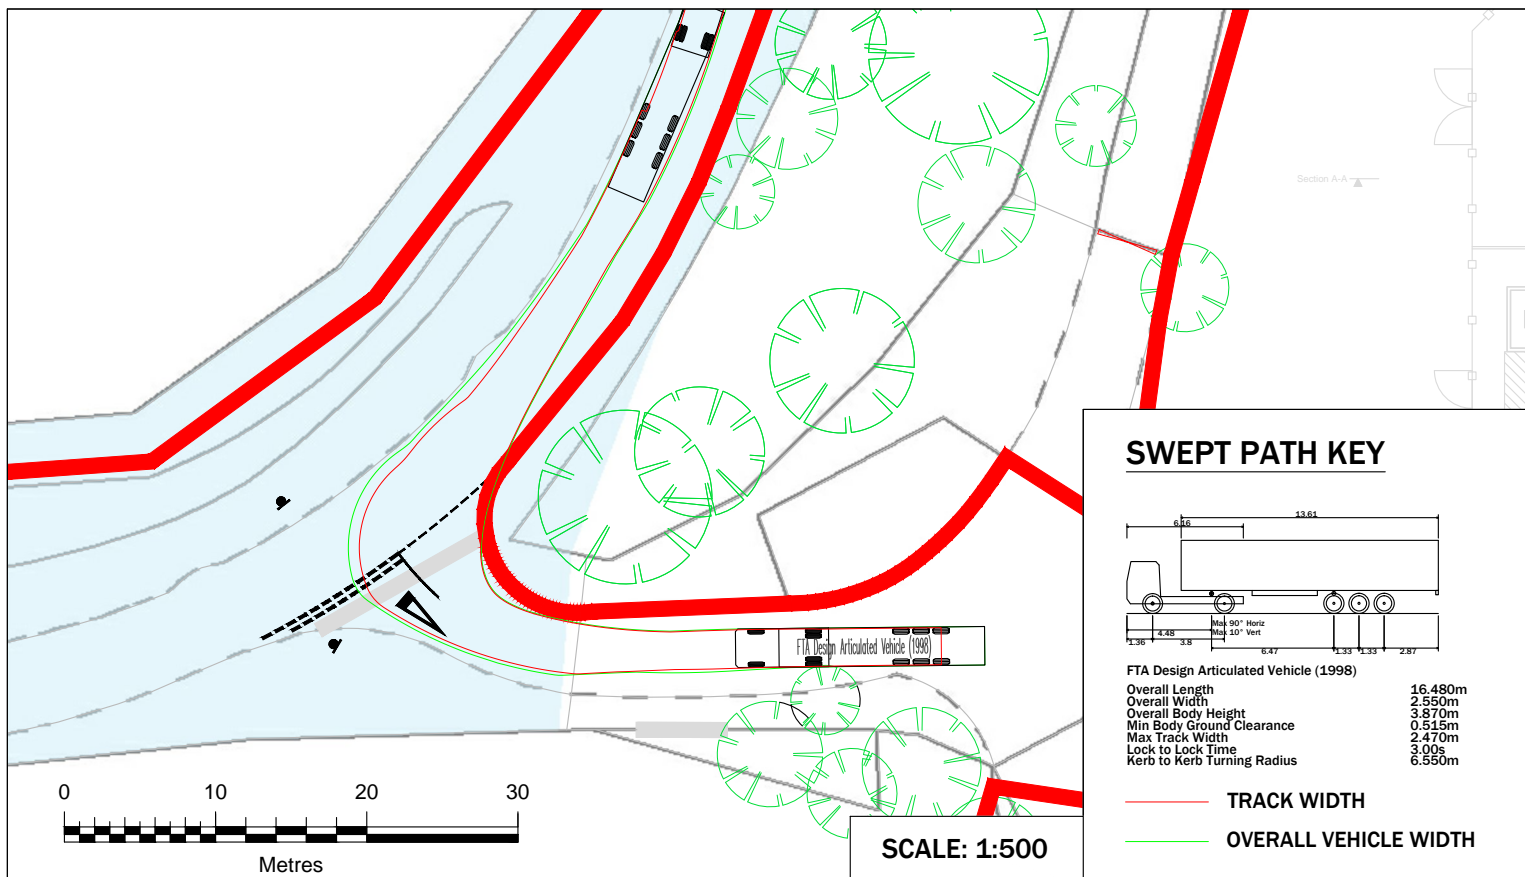 Section A-A
FTA Design Articulated Vehicle (1998)
SWEPT PATH KEY
13.61
6.16
Max 90° Horiz
Max 10° Vert
4.48
1.36
3.8
6.47
1.33
1.33
2.87
FTA Design Articulated Vehicle (1998)
Overall Length 16.480m
Overall Width 2.550m
Overall Body Height 3.870m
Min Body Ground Clearance 0.515m
Max Track Width 2.470m
Lock to Lock Time 3.00s
Kerb to Kerb Turning Radius 6.550m
TRACK WIDTH
OVERALL VEHICLE WIDTH
0 10 20 30
Metres
SCALE: 1:500